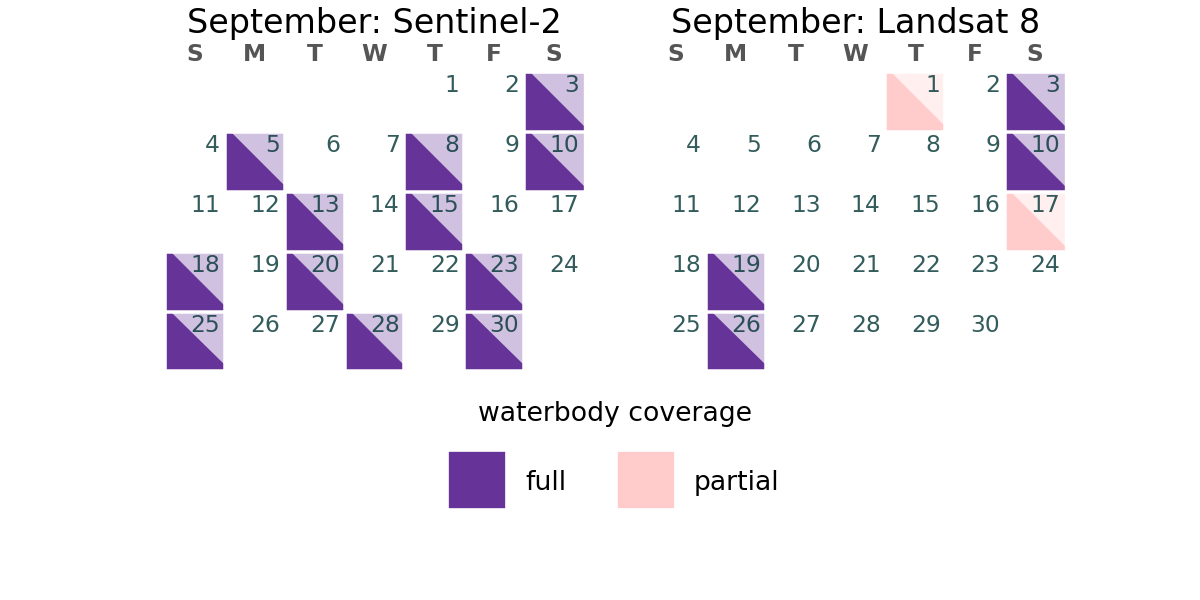 September: Sentinel-2
S M T W T F S
1 2 3
4 5 6 7 8 9 10
11 12 13 14 15 16 17
18 19 20 21 22 23 24
25 26 27 28 29 30
September: Landsat 8
S M T W T F S
1 2 3
4 5 6 7 8 9 10
11 12 13 14 15 16 17
18 19 20 21 22 23 24
25 26 27 28 29 30
waterbody coverage
full partial